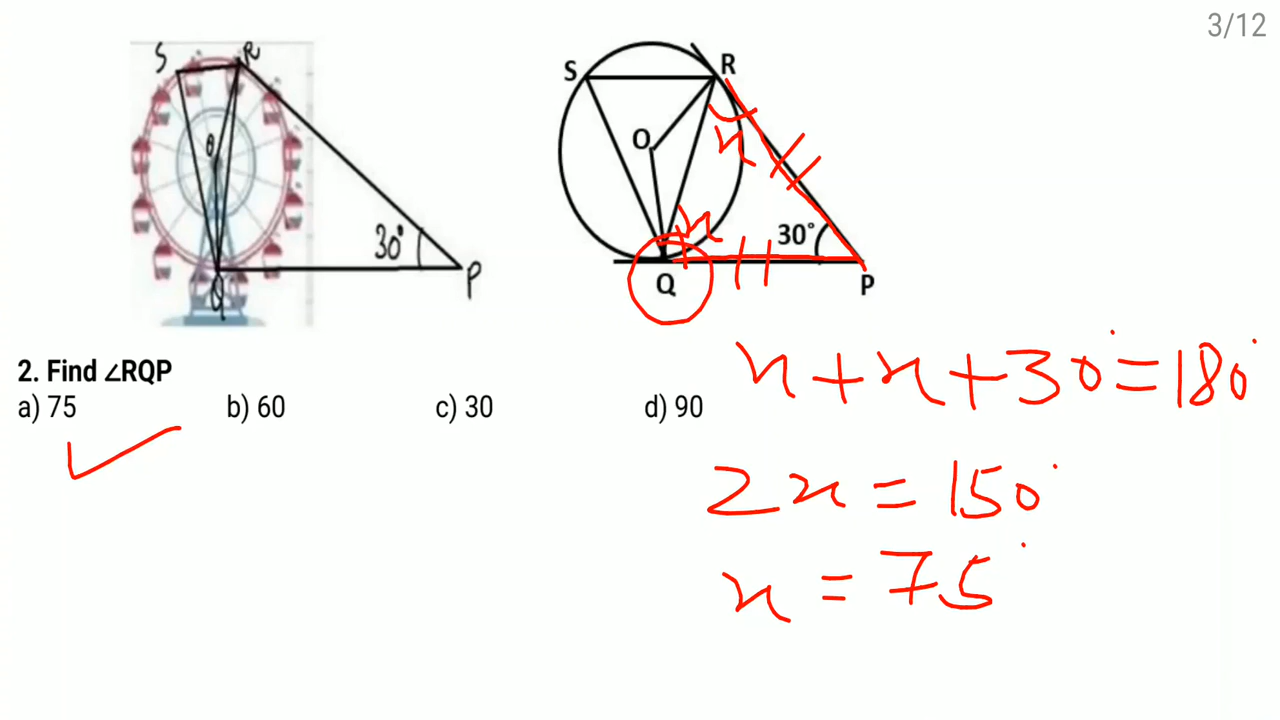 3/12
S R
θ
30°
P
Q
S R
O
x
x
30°
Q P
2. Find ∠RQP
a) 75 b) 60 c) 30 d) 90
x + x + 30° = 180°
2x = 150°
x = 75°